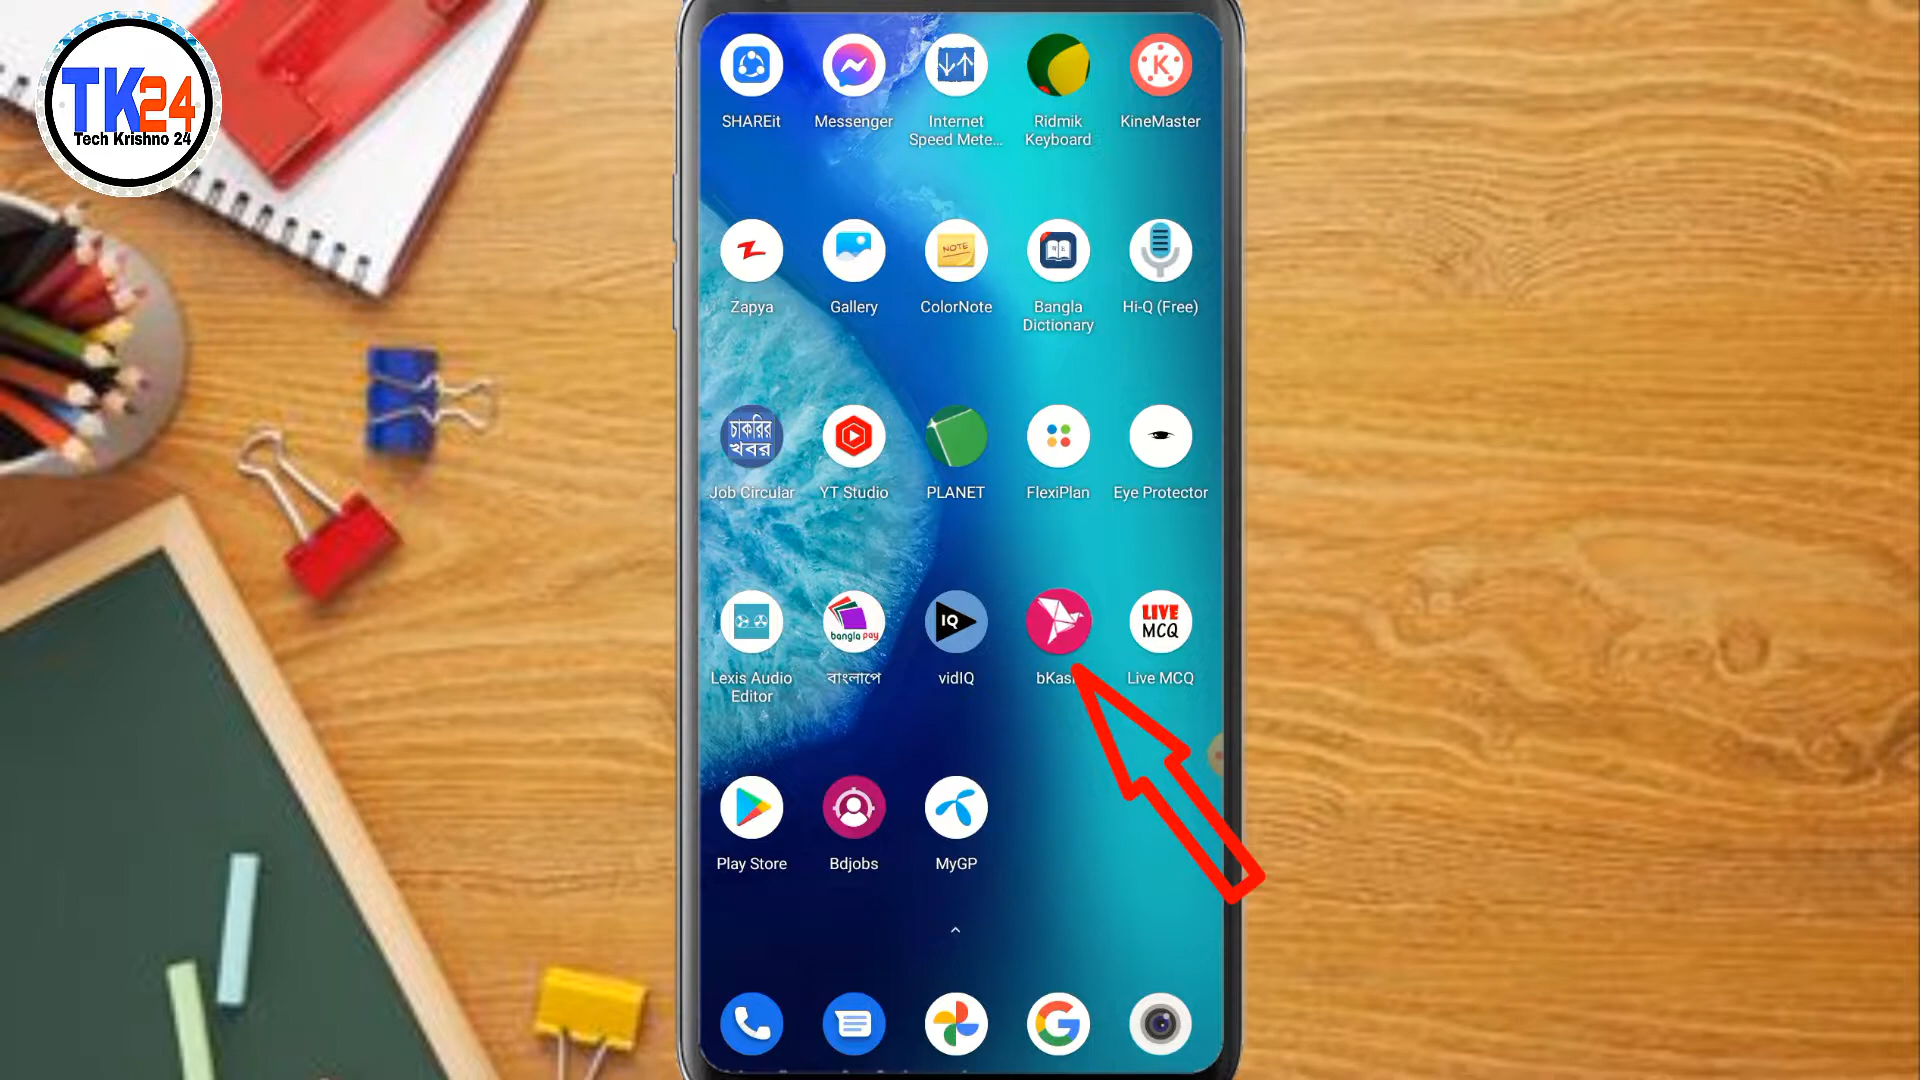 TK24
Tech Krishno 24
SHAREit
Messenger
Internet
Speed Mete...
Ridmik
Keyboard
KineMaster
K
Zapya
Gallery
NOTE
ColorNote
Bangla
Dictionary
Hi-Q (Free)
চাকরির
খবর
Job Circular
YT Studio
PLANET
FlexiPlan
Eye Protector
Lexis Audio
Editor
bangla pay
বাংলাপে
IQ
vidIQ
bKas
LIVE
MCQ
Live MCQ
Play Store
Bdjobs
MyGP
G